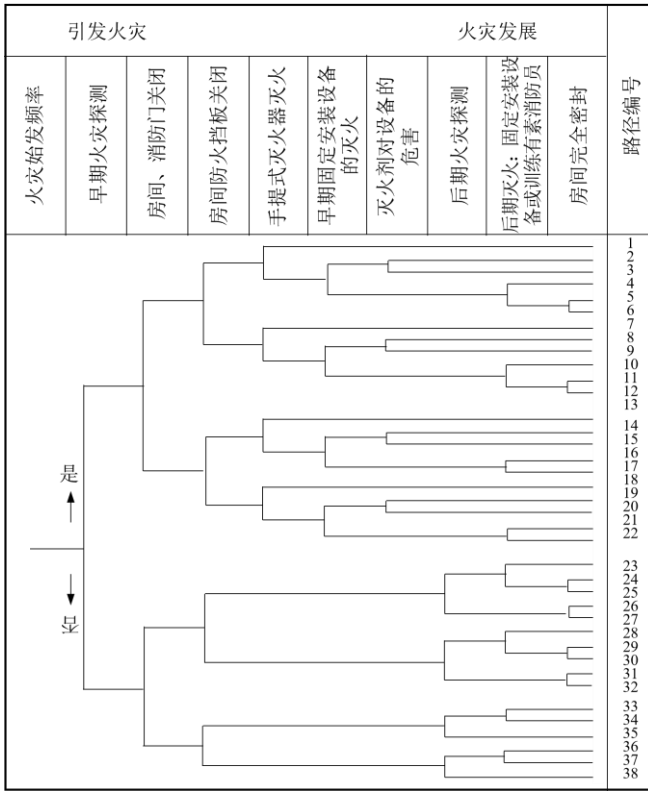 引发火灾
火灾发展
火灾始发频率
早期火灾探测
房间、消防门关闭
房间防火挡板关闭
手提式灭火器灭火
早期固定安装设备
的灭火
灭火剂对设备的
危害
后期火灾探测
后期灭火：固定安装设
备或训练有素消防员
房间完全密封
路径编号
是
否
1
2
3
4
5
6
7
8
9
10
11
12
13
14
15
16
17
18
19
20
21
22
23
24
25
26
27
28
29
30
31
32
33
34
35
36
37
38